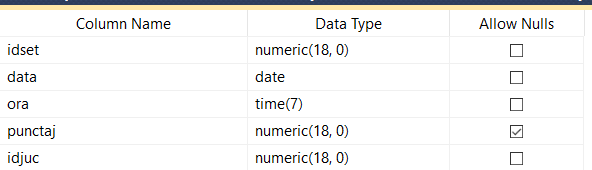 Column Name Data Type Allow Nulls
idset numeric(18, 0)
data date
ora time(7)
punctaj numeric(18, 0)
idjuc numeric(18, 0)